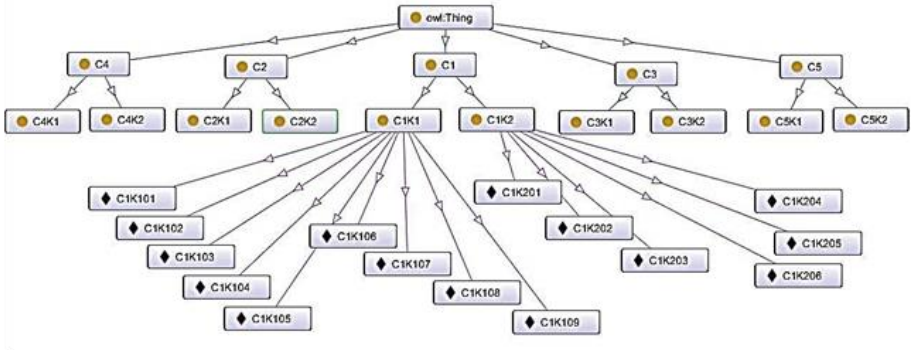 owl:Thing
C4
C2
C1
C3
C5
C4K1
C4K2
C2K1
C2K2
C1K1
C1K2
C3K1
C3K2
C5K1
C5K2
C1K101
C1K201
C1K204
C1K102
C1K106
C1K202
C1K205
C1K103
C1K107
C1K203
C1K206
C1K104
C1K108
C1K105
C1K109